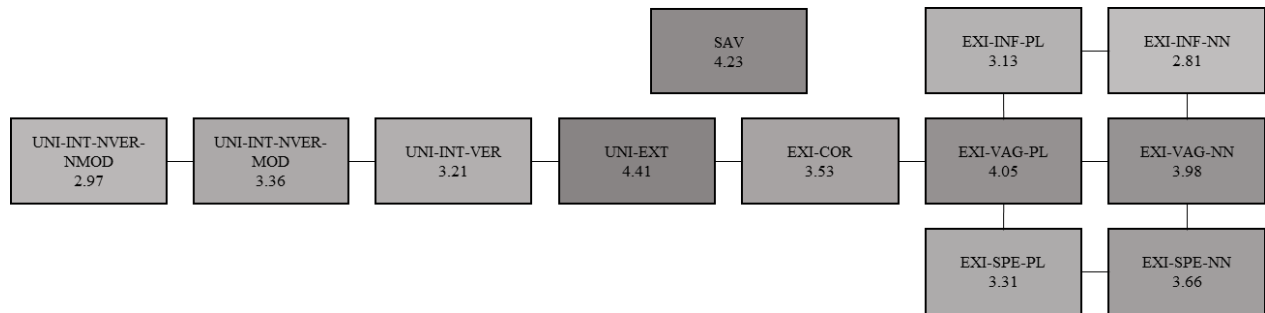 SAV
4.23
EXI-INF-PL
3.13
EXI-INF-NN
2.81
UNI-INT-NVER-
NMOD
2.97
UNI-INT-NVER-
MOD
3.36
UNI-INT-VER
3.21
UNI-EXT
4.41
EXI-COR
3.53
EXI-VAG-PL
4.05
EXI-VAG-NN
3.98
EXI-SPE-PL
3.31
EXI-SPE-NN
3.66